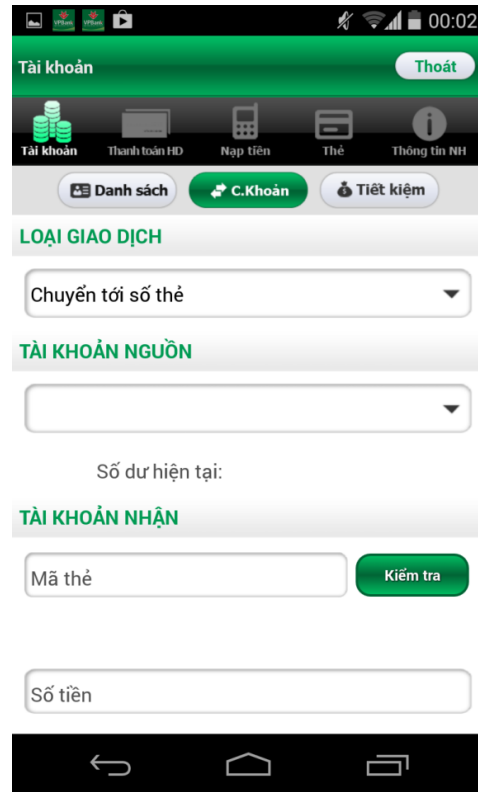 VPBank VPBank 00:02
Tài khoản Thoát
Tài khoản Thanh toán HD Nạp tiền Thẻ Thông tin NH
Danh sách C.Khoản Tiết kiệm
LOẠI GIAO DỊCH
Chuyển tới số thẻ
TÀI KHOẢN NGUỒN
Số dư hiện tại:
TÀI KHOẢN NHẬN
Mã thẻ Kiểm tra
Số tiền